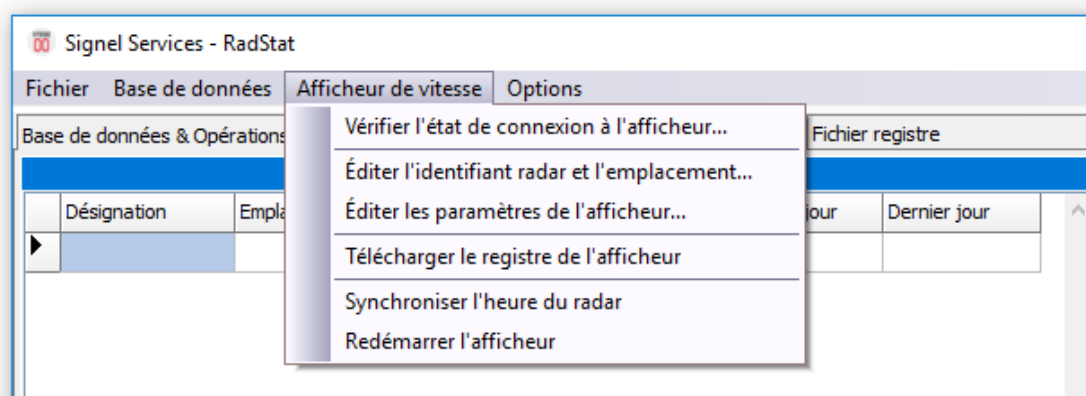 Signel Services - RadStat
Fichier Base de données Afficheur de vitesse Options
Base de données & Opérations Fichier registre
Vérifier l'état de connexion à l'afficheur...
Éditer l'identifiant radar et l'emplacement...
Éditer les paramètres de l'afficheur...
Télécharger le registre de l'afficheur
Synchroniser l'heure du radar
Redémarrer l'afficheur
Désignation Empla jour Dernier jour